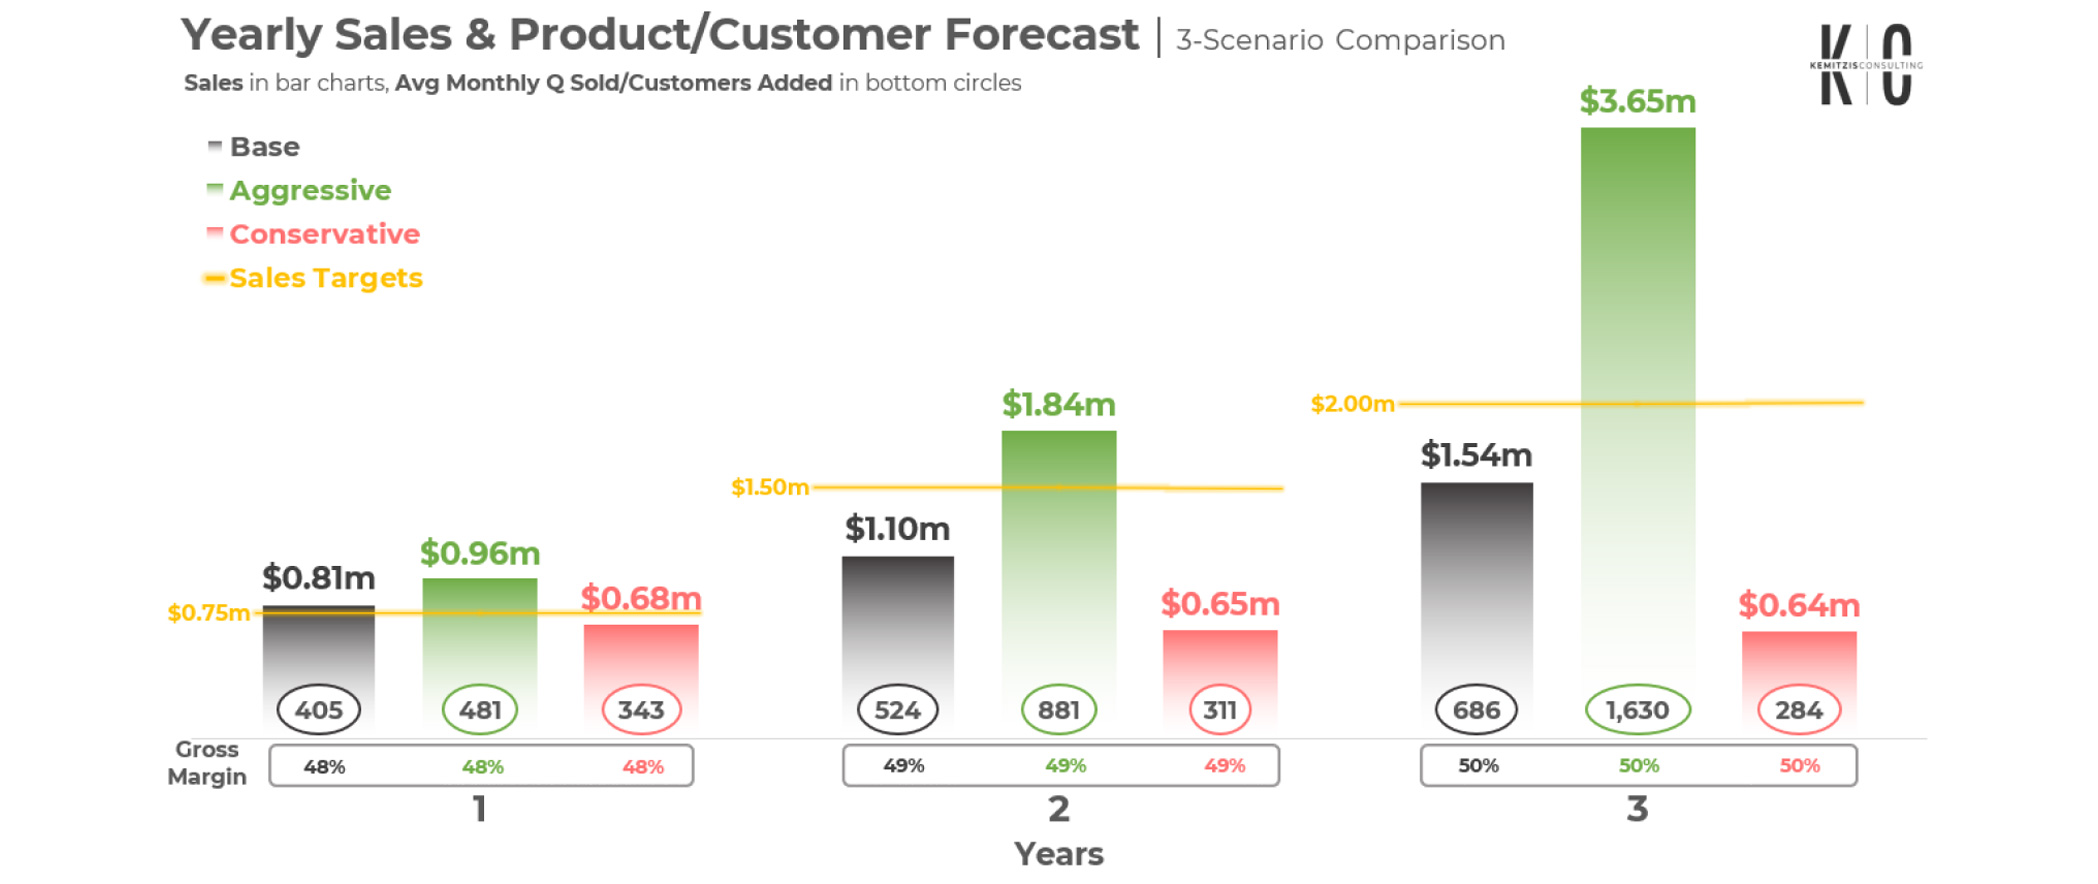 Yearly Sales & Product/Customer Forecast | 3-Scenario Comparison
Sales in bar charts, Avg Monthly Q Sold/Customers Added in bottom circles
K|C
KEMITZISCONSULTING
Base
Aggressive
Conservative
Sales Targets
$3.65m
$2.00m
$1.84m
$1.54m
$1.50m
$1.10m
$0.96m
$0.81m
$0.68m
$0.65m
$0.64m
$0.75m
405 481 343 524 881 311 686 1,630 284
Gross
Margin
48% 48% 48% 49% 49% 49% 50% 50% 50%
1 2 3
Years